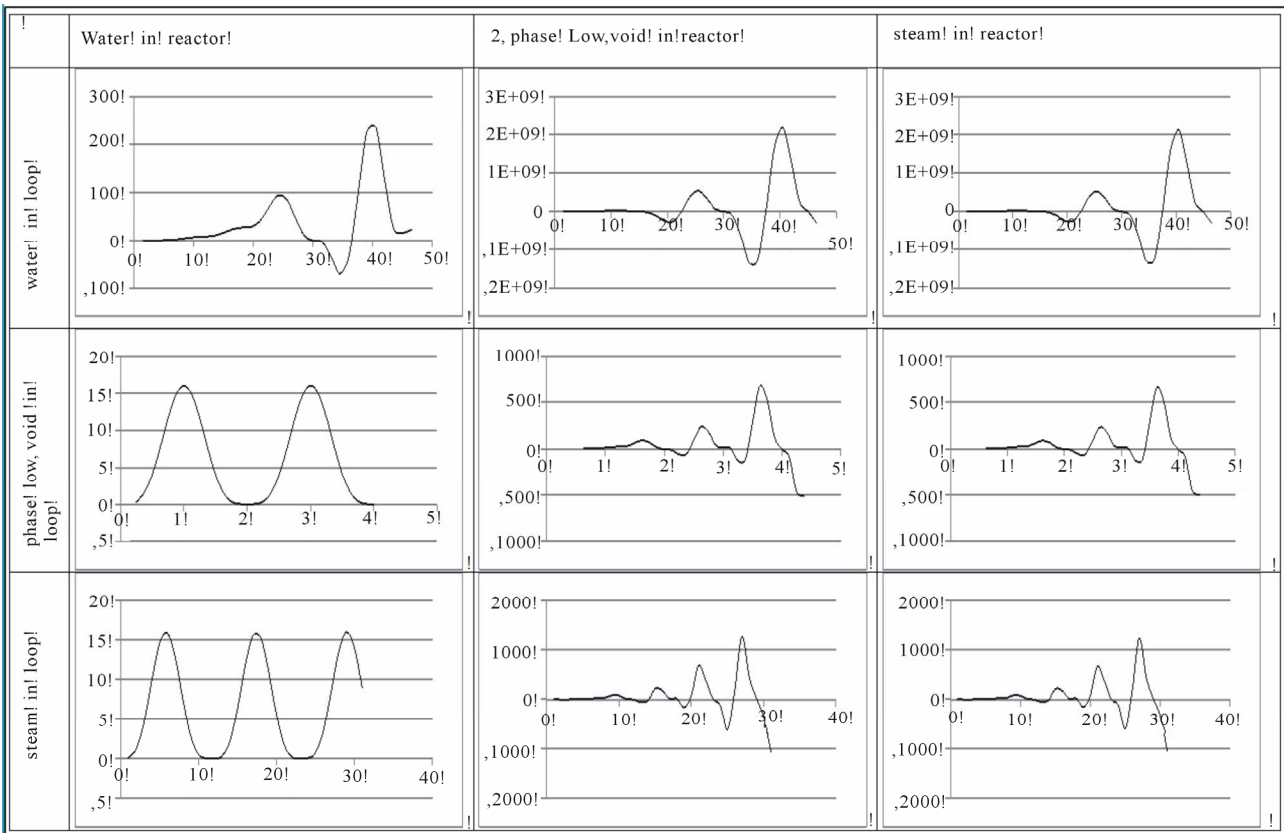 !
Water! in! reactor!
2, phase! Low,void! in!reactor!
steam! in! reactor!
water! in! loop!
300!
200!
100!
0!
,100!
0! 10! 20! 30! 40! 50!
!
3E+09!
2E+09!
1E+09!
0
,1E+09!
,2E+09!
0! 10! 20! 30! 40! 50!
!
3E+09!
2E+09!
1E+09!
0
,1E+09!
,2E+09!
0! 10! 20! 30! 40! 50!
!
phase! low, void !in!
loop!
20!
15!
10!
5!
0!
,5!
0! 1! 2! 3! 4! 5!
!
1000!
500!
0!
,500!
,1000!
0! 1! 2! 3! 4! 5!
!
1000!
500!
0!
,500!
,1000!
0! 1! 2! 3! 4! 5!
!
steam! in! loop!
20!
15!
10!
5!
0!
,5!
0! 10! 20! 30! 40!
!
2000!
1000!
0!
,1000!
,2000!
0! 10! 20! 30! 40!
!
2000!
1000!
0!
,1000!
,2000!
0! 10! 20! 30! 40!
!